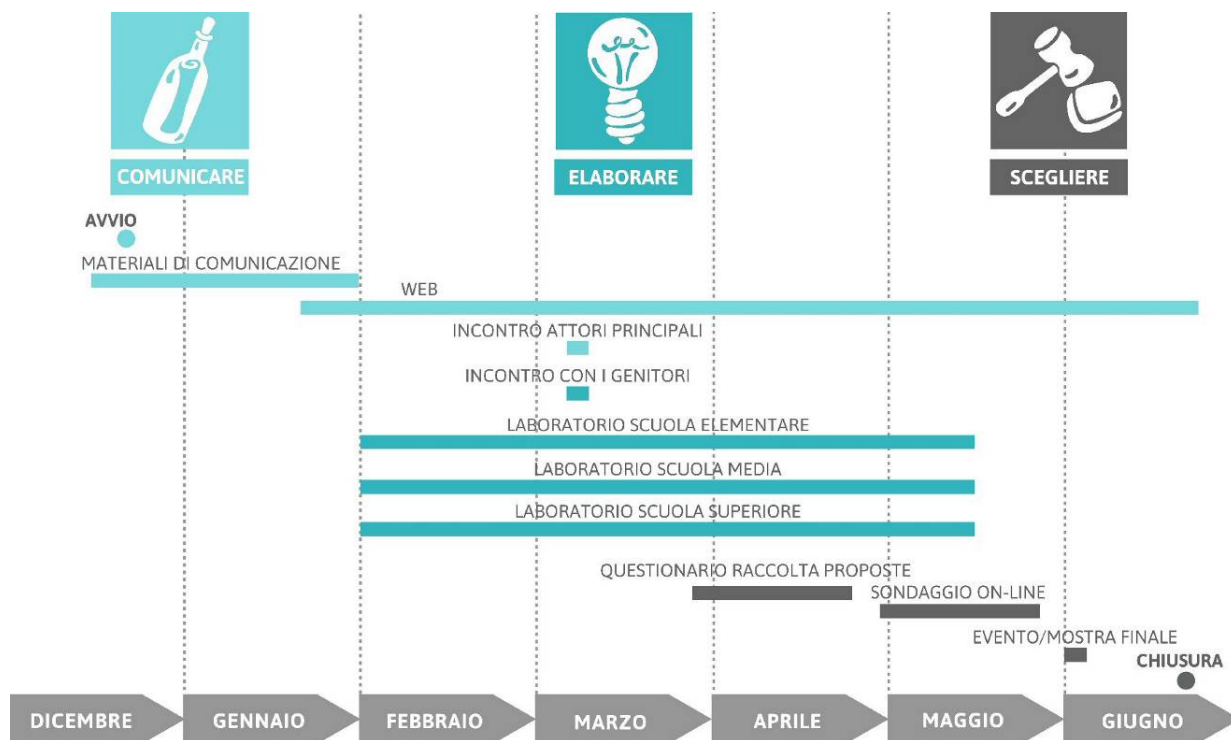 COMUNICARE
ELABORARE
SCEGLIERE
AVVIO
MATERIALI DI COMUNICAZIONE
WEB
INCONTRO ATTORI PRINCIPALI
INCONTRO CON I GENITORI
LABORATORIO SCUOLA ELEMENTARE
LABORATORIO SCUOLA MEDIA
LABORATORIO SCUOLA SUPERIORE
QUESTIONARIO RACCOLTA PROPOSTE
SONDAGGIO ON-LINE
EVENTO/MOSTRA FINALE
CHIUSURA
DICEMBRE
GENNAIO
FEBBRAIO
MARZO
APRILE
MAGGIO
GIUGNO